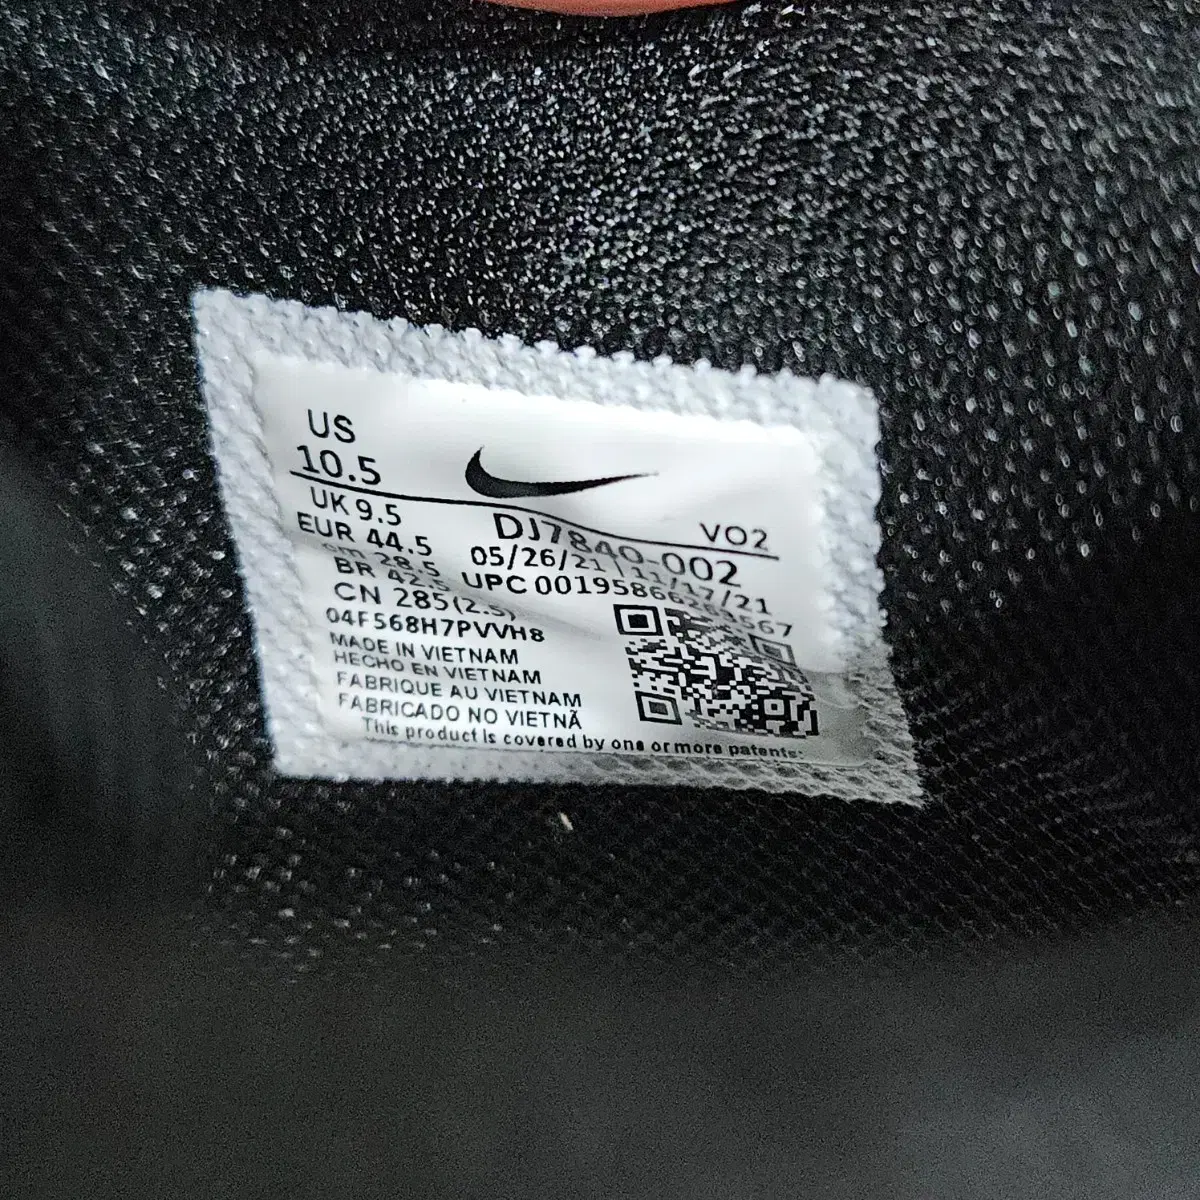 US
10.5
UK 9.5
EUR 44.5
cm 28.5
BR 42.5
CN 285(2.5)
VO2
DJ7840-002
05/26/21 11/17/21
UPC
04F568H7PVVH8
MADE IN VIETNAM
HECHO EN VIETNAM
FABRIQUE AU VIETNAM
FABRICADO NO VIETNÃ
This product is covered by one or more patents: